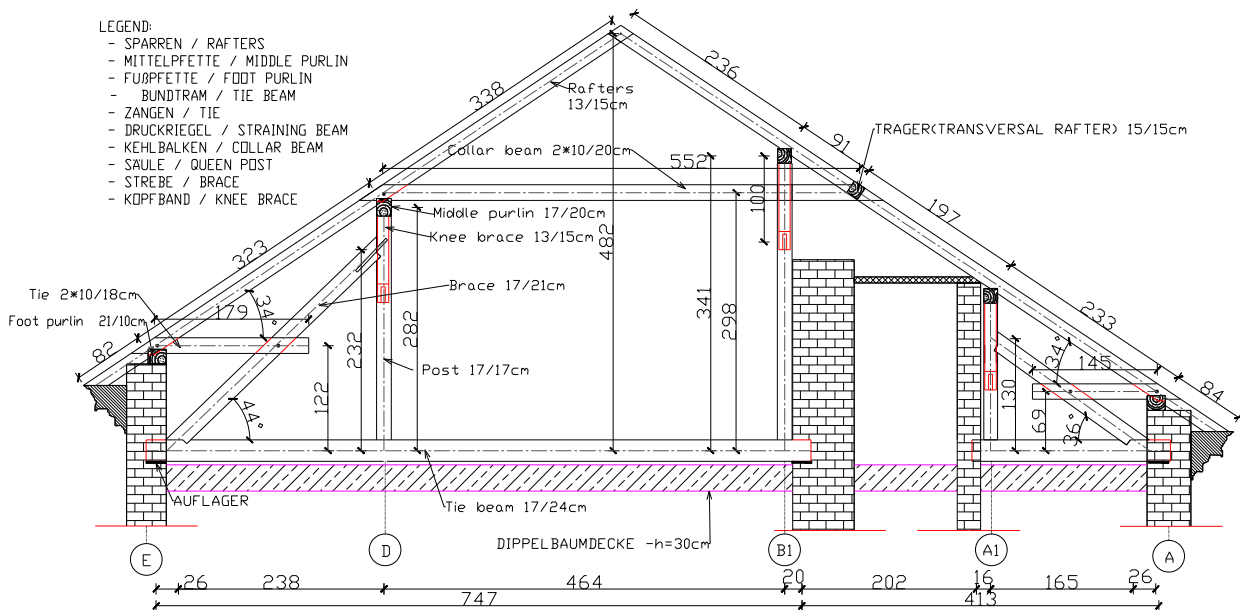 LEGEND:
- SPARREN / RAFTERS
- MITTELPFETTE / MIDDLE PURLIN
- FUßPFETTE / FOOT PURLIN
- BUNDTRAM / TIE BEAM
- ZANGEN / TIE
- DRUCKRIEGEL / STRAINING BEAM
- KEHLBALKEN / COLLAR BEAM
- SÄULE / QUEEN POST
- STREBE / BRACE
- KOPFBAND / KNEE BRACE
338
236
Rafters
13/15cm
91
TRAGER(TRANSVERSAL RAFTER) 15/15cm
Collar beam 2*10/20cm
552
100
197
Middle purlin 17/20cm
Knee brace 13/15cm
482
323
Tie 2*10/18cm
Foot purlin 21/10cm
179
34°
Brace 17/21cm
341
298
282
232
233
82
Post 17/17cm
122
44°
34°
145
130
69
36°
84
AUFLAGER
Tie beam 17/24cm
DIPPELBAUMDECKE -h=30cm
E
D
B1
A1
A
26
238
464
20
202
16
165
26
747
413